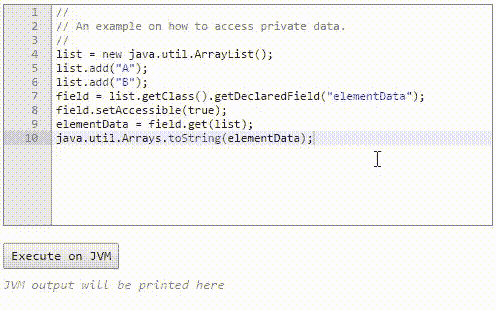 1 //
2 // An example on how to access private data.
3 //
4 list = new java.util.ArrayList();
5 list.add("A");
6 list.add("B");
7 field = list.getClass().getDeclaredField("elementData");
8 field.setAccessible(true);
9 elementData = field.get(list);
10 java.util.Arrays.toString(elementData);
Execute on JVM
JVM output will be printed here